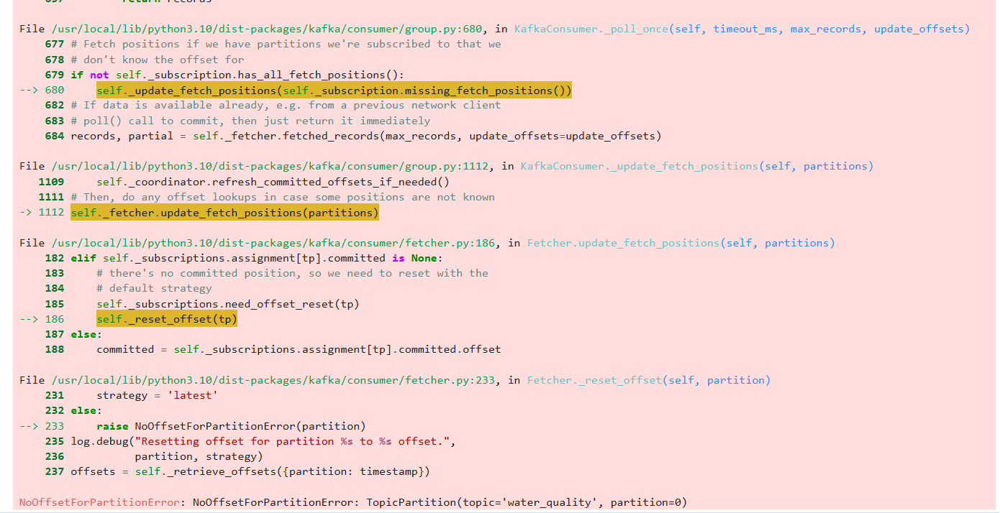 File /usr/local/lib/python3.10/dist-packages/kafka/consumer/group.py:680, in KafkaConsumer._poll_once(self, timeout_ms, max_records, update_offsets)
677 # Fetch positions if we have partitions we're subscribed to that we
678 # don't know the offset for
679 if not self._subscription.has_all_fetch_positions():
--> 680     self._update_fetch_positions(self._subscription.missing_fetch_positions())
682 # If data is available already, e.g. from a previous network client
683 # poll() call to commit, then just return it immediately
684 records, partial = self._fetcher.fetched_records(max_records, update_offsets=update_offsets)
File /usr/local/lib/python3.10/dist-packages/kafka/consumer/group.py:1112, in KafkaConsumer._update_fetch_positions(self, partitions)
1109     self._coordinator.refresh_committed_offsets_if_needed()
1111 # Then, do any offset lookups in case some positions are not known
-> 1112 self._fetcher.update_fetch_positions(partitions)
File /usr/local/lib/python3.10/dist-packages/kafka/consumer/fetcher.py:186, in Fetcher.update_fetch_positions(self, partitions)
182 elif self._subscriptions.assignment[tp].committed is None:
183     # there's no committed position, so we need to reset with the
184     # default strategy
185     self._subscriptions.need_offset_reset(tp)
--> 186     self._reset_offset(tp)
187 else:
188     committed = self._subscriptions.assignment[tp].committed.offset
File /usr/local/lib/python3.10/dist-packages/kafka/consumer/fetcher.py:233, in Fetcher._reset_offset(self, partition)
231     strategy = 'latest'
232 else:
--> 233     raise NoOffsetForPartitionError(partition)
235 log.debug("Resetting offset for partition %s to %s offset.",
236           partition, strategy)
237 offsets = self._retrieve_offsets({partition: timestamp})
NoOffsetForPartitionError: NoOffsetForPartitionError: TopicPartition(topic='water_quality', partition=0)